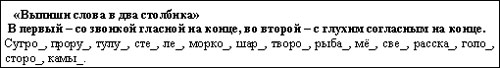 «Выпиши слова в два столбика»
В первый – со звонкой гласной на конце, во второй – с глухим согласным на конце.
Сугро_, прору_, тулу_, сте_, ле_, морко_, шар_, творо_, рыба_, мё_, све_, расска_, голо_,
сторо_, камы_.